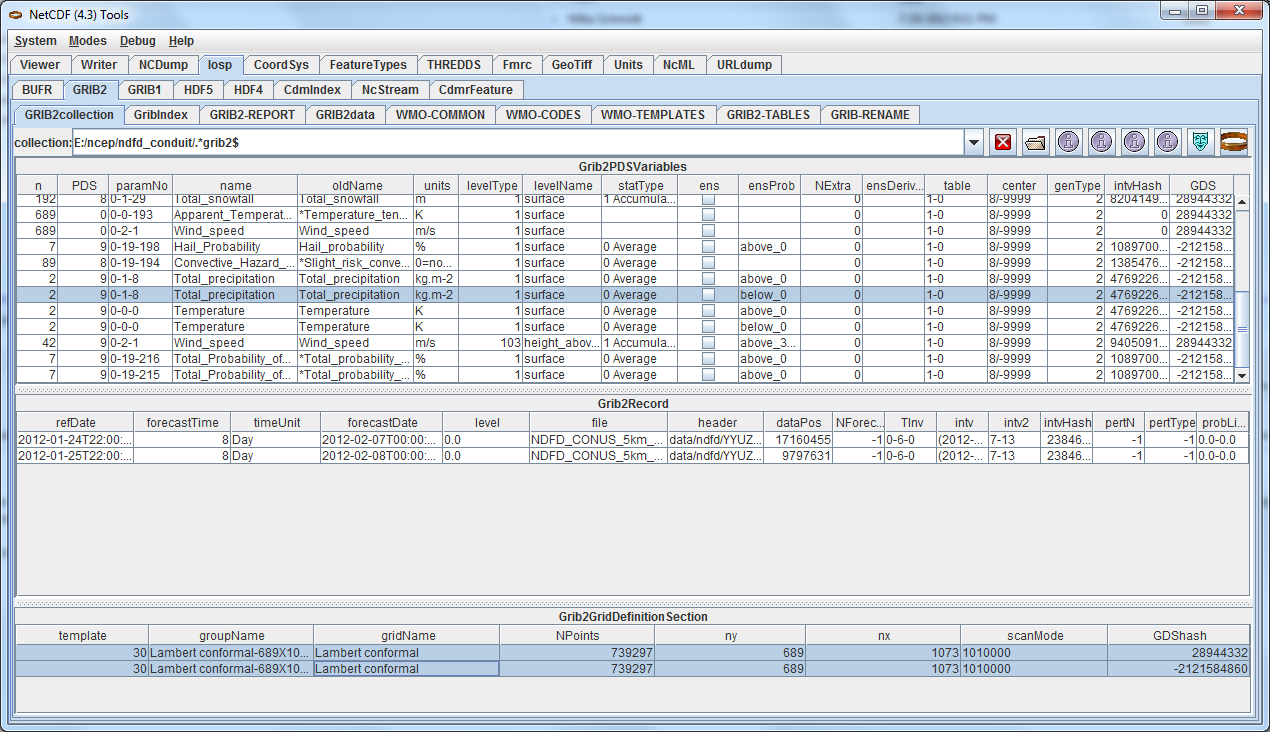 NetCDF (4.3) Tools
System Modes Debug Help
Viewer Writer NCDump Iosp CoordSys FeatureTypes THREDDS Fmrc GeoTiff Units NcML URLdump
BUFR GRIB2 GRIB1 HDF5 HDF4 CdmIndex NcStream CdmrFeature
GRIB2collection GribIndex GRIB2-REPORT GRIB2data WMO-COMMON WMO-CODES WMO-TEMPLATES GRIB2-TABLES GRIB-RENAME
collection: E:/ncep/ndfd_conduit/.*grib2$
Grib2PDSVariables
n PDS paramNo name oldName units levelType levelName statType ens ensProb NExtra ensDeriv... table center genType intvHash GDS
192 8 0-1-29 Total_snowfall Total_snowfall m 1 surface 1 Accumula... 0 1-0 8/-9999 2 8204149... 28944332
689 0 0-0-193 Apparent_Temperat... *Temperature_ten... K 1 surface 0 1-0 8/-9999 2 0 28944332
689 0 0-2-1 Wind_speed Wind_speed m/s 1 surface 0 1-0 8/-9999 2 0 28944332
7 9 0-19-198 Hail_Probability Hail_probability % 1 surface 0 Average above_0 0 1-0 8/-9999 2 1089700... -212158...
89 8 0-19-194 Convective_Hazard_... *Slight_risk_conve... 0=no... 1 surface 0 Average 0 1-0 8/-9999 2 1385476... -212158...
2 9 0-1-8 Total_precipitation Total_precipitation kg.m-2 1 surface 0 Average above_0 0 1-0 8/-9999 2 4769226... -212158...
2 9 0-1-8 Total_precipitation Total_precipitation kg.m-2 1 surface 0 Average below_0 0 1-0 8/-9999 2 4769226... -212158...
2 9 0-0-0 Temperature Temperature K 1 surface 0 Average above_0 0 1-0 8/-9999 2 4769226... -212158...
2 9 0-0-0 Temperature Temperature K 1 surface 0 Average below_0 0 1-0 8/-9999 2 4769226... -212158...
42 9 0-2-1 Wind_speed Wind_speed m/s 103 height_abov... 1 Accumula... above_3... 0 1-0 8/-9999 2 9405091... 28944332
7 9 0-19-216 Total_Probability_of... *Total_probability_... % 1 surface 0 Average above_0 0 1-0 8/-9999 2 1089700... -212158...
7 9 0-19-215 Total_Probability_of... *Total_probability_... % 1 surface 0 Average above_0 0 1-0 8/-9999 2 1089700... -212158...
Grib2Record
refDate forecastTime timeUnit forecastDate level file header dataPos NForec... TInv intv intv2 intvHash pertN pertType probLi...
2012-01-24T22:00:... 8 Day 2012-02-07T00:00:... 0.0 NDFD_CONUS_5km_... data/ndfd/YYUZ... 17160455 -1 0-6-0 (2012-... 7-13 23846... -1 -1 0.0-0.0
2012-01-25T22:00:... 8 Day 2012-02-08T00:00:... 0.0 NDFD_CONUS_5km_... data/ndfd/YYUZ... 9797631 -1 0-6-0 (2012-... 7-13 23846... -1 -1 0.0-0.0
Grib2GridDefinitionSection
template groupName gridName NPoints ny nx scanMode GDShash
30 Lambert conformal-689X10... Lambert conformal 739297 689 1073 1010000 28944332
30 Lambert conformal-689X10... Lambert conformal 739297 689 1073 1010000 -2121584860